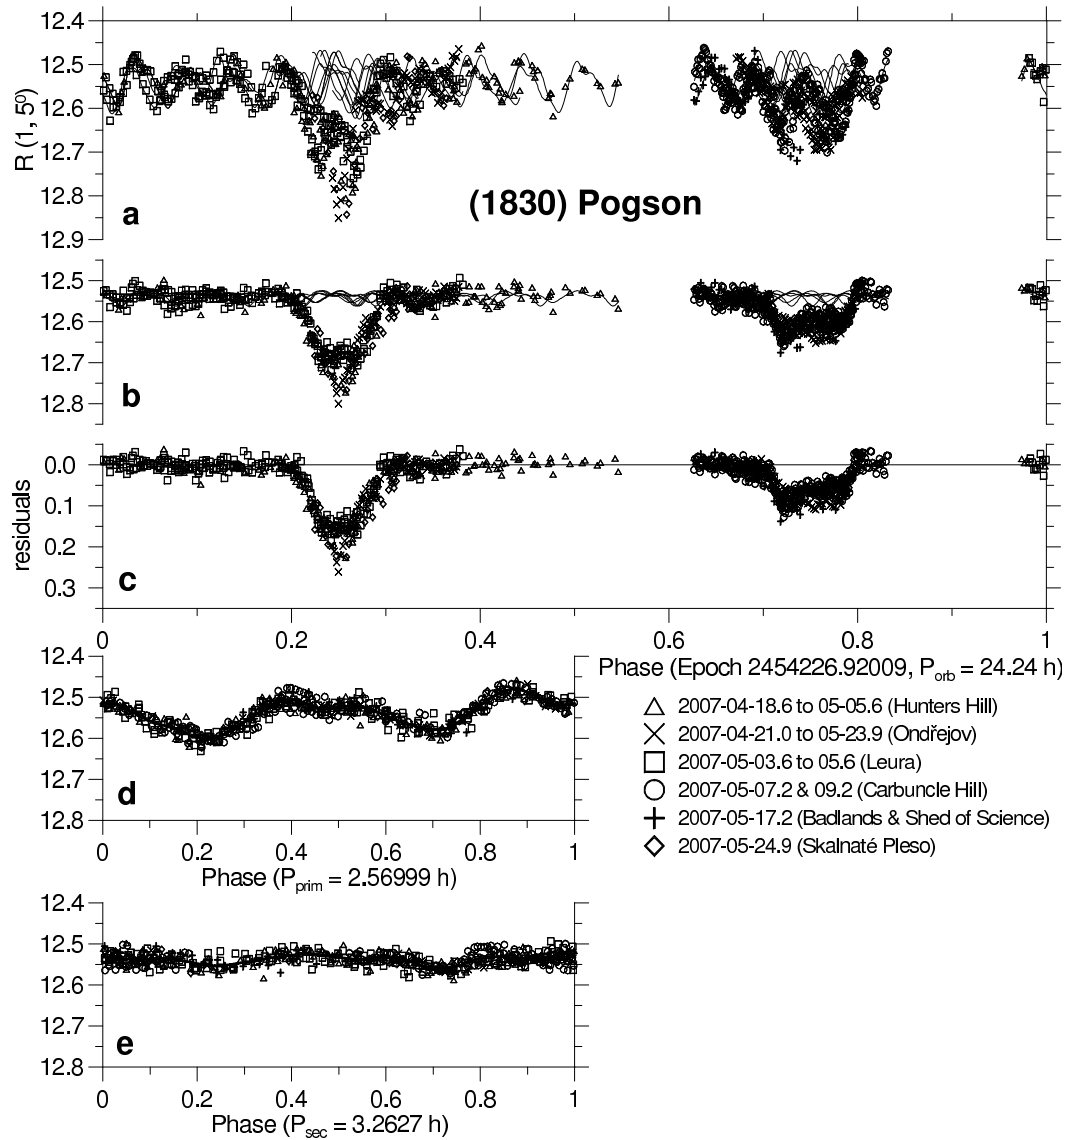 12.4
12.5
12.6
12.7
12.8
12.9
R (1, 5⁰)
a
(1830) Pogson
12.5
12.6
12.7
12.8
b
0.0
0.1
0.2
0.3
residuals
c
0 0.2 0.4 0.6 0.8 1
Phase (Epoch 2454226.92009, P_orb = 24.24 h)
12.4
12.5
12.6
12.7
12.8
d
0 0.2 0.4 0.6 0.8 1
Phase (P_prim = 2.56999 h)
△ 2007-04-18.6 to 05-05.6 (Hunters Hill)
× 2007-04-21.0 to 05-23.9 (Ondřejov)
□ 2007-05-03.6 to 05.6 (Leura)
○ 2007-05-07.2 & 09.2 (Carbuncle Hill)
+ 2007-05-17.2 (Badlands & Shed of Science)
◇ 2007-05-24.9 (Skalnaté Pleso)
12.4
12.5
12.6
12.7
12.8
e
0 0.2 0.4 0.6 0.8 1
Phase (P_sec = 3.2627 h)